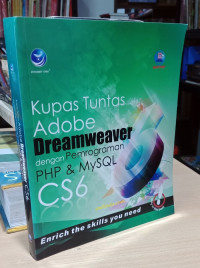 Kupas Tuntas
Adobe
Dreamweaver
dengan Pemrograman
PHP & MySQL
CS6
Enrich the skills you need